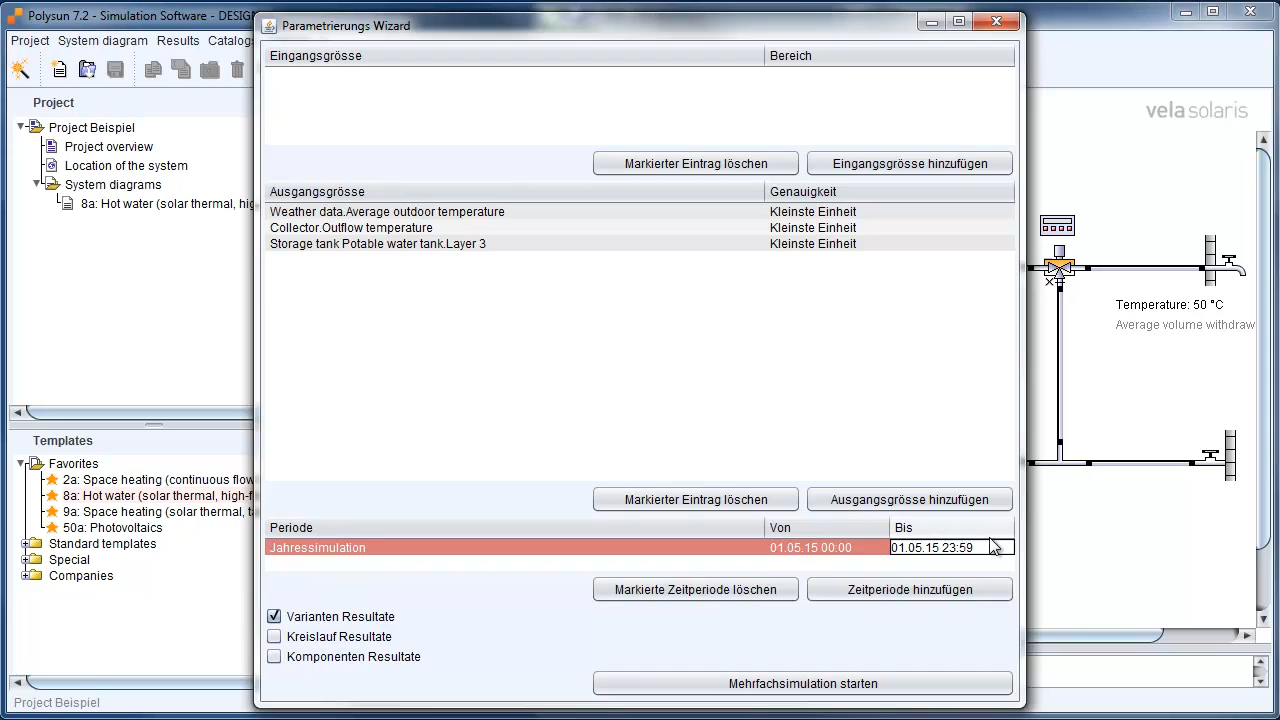 Polysun 7.2 - Simulation Software - DESIG
Parametrierungs Wizard
Project System diagram Results Catalog
Eingangsgrösse Bereich
Project
vela solaris
Project Beispiel
Project overview
Location of the system
System diagrams
8a: Hot water (solar thermal, hig
Markierter Eintrag löschen Eingangsgrösse hinzufügen
Ausgangsgrösse Genauigkeit
Weather data.Average outdoor temperature Kleinste Einheit
Collector.Outflow temperature Kleinste Einheit
Storage tank Potable water tank.Layer 3 Kleinste Einheit
Temperature: 50 °C
Average volume withdraw
Templates
Favorites
2a: Space heating (continuous flow
8a: Hot water (solar thermal, high-f
9a: Space heating (solar thermal, ta
50a: Photovoltaics
Standard templates
Special
Companies
Markierter Eintrag löschen Ausgangsgrösse hinzufügen
Periode Von Bis
Jahressimulation 01.05.15 00:00 01.05.15 23:59
Markierte Zeitperiode löschen Zeitperiode hinzufügen
Varianten Resultate
Kreislauf Resultate
Komponenten Resultate
Mehrfachsimulation starten
Project Beispiel